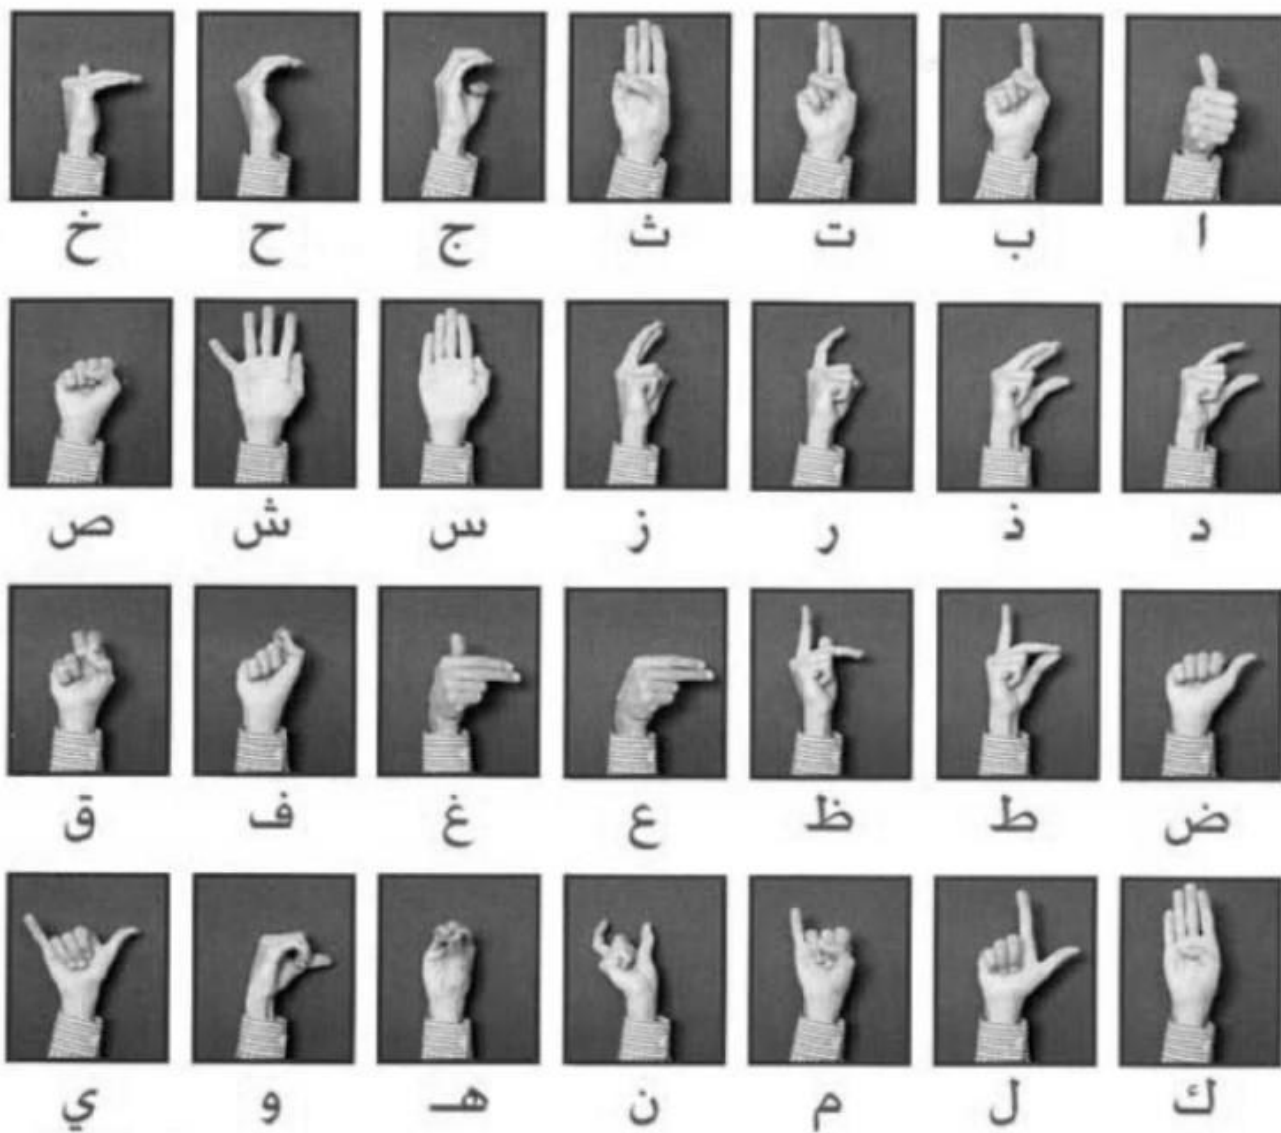 ا ب ت ث ج ح خ
د ذ ر ز س ش ص
ض ط ظ ع غ ف ق
ك ل م ن هـ و ي